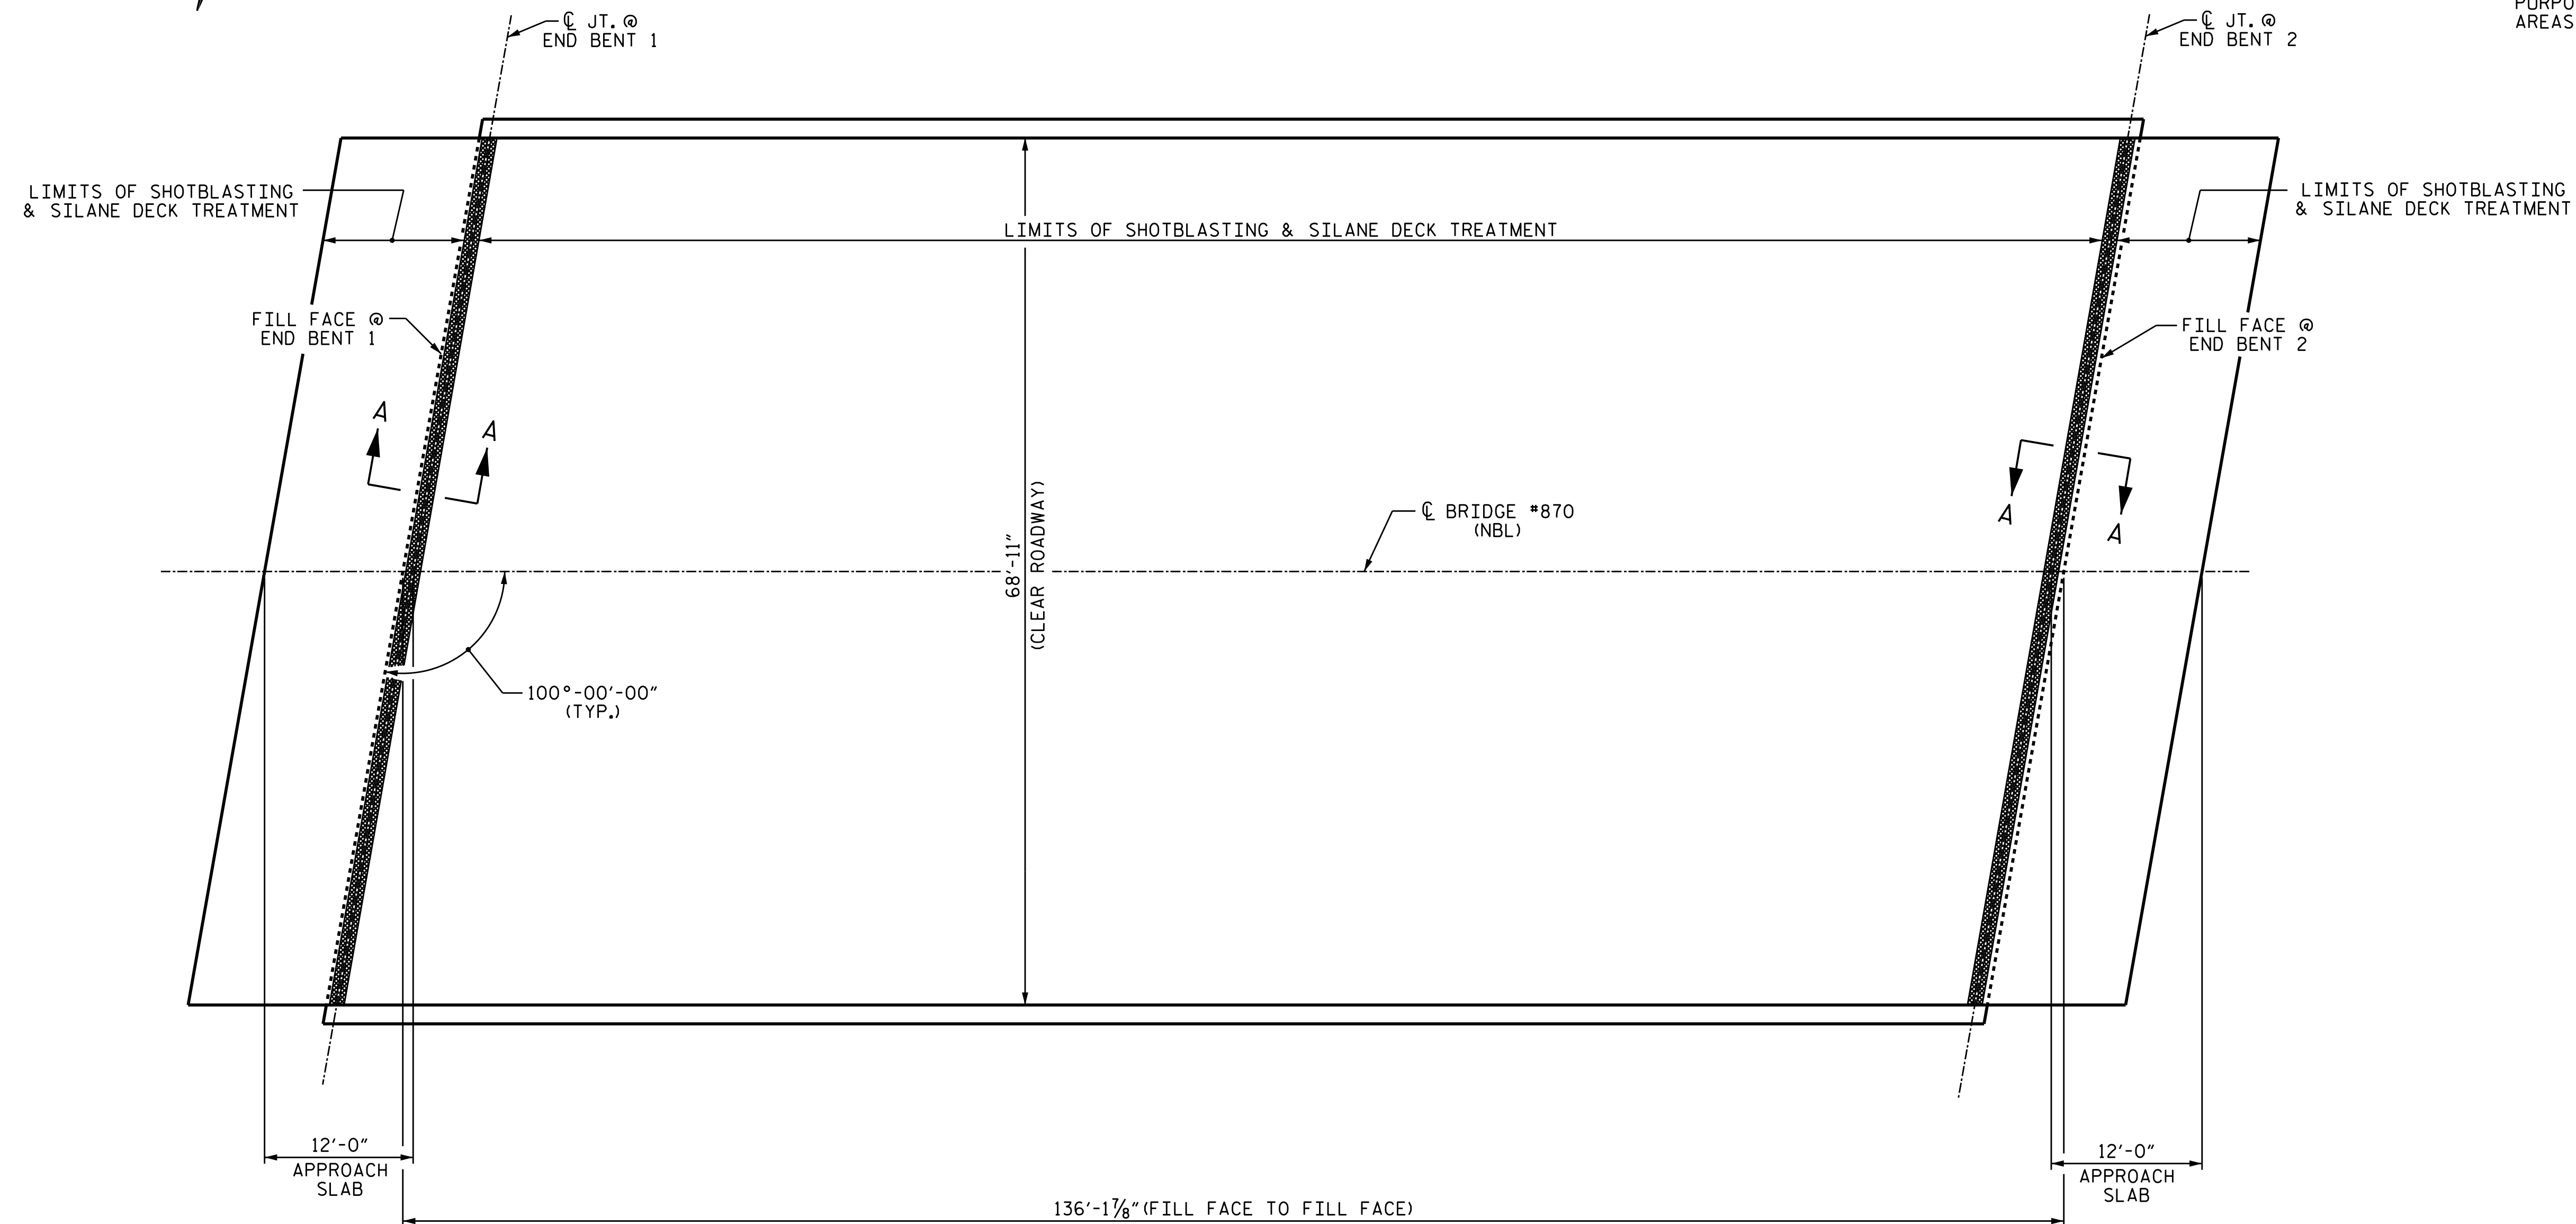 ℄ JT. @
END BENT 1
℄ JT. @
END BENT 2
AREAS
LIMITS OF SHOTBLASTING
& SILANE DECK TREATMENT
LIMITS OF SHOTBLASTING & SILANE DECK TREATMENT
LIMITS OF SHOTBLASTING
& SILANE DECK TREATMENT
FILL FACE @
END BENT 1
FILL FACE @
END BENT 2
A
A
A
A
68'-11"
(CLEAR ROADWAY)
℄ BRIDGE #870
(NBL)
100°-00'-00"
(TYP.)
12'-0"
APPROACH
SLAB
12'-0"
APPROACH
SLAB
136'-1⅞" (FILL FACE TO FILL FACE)